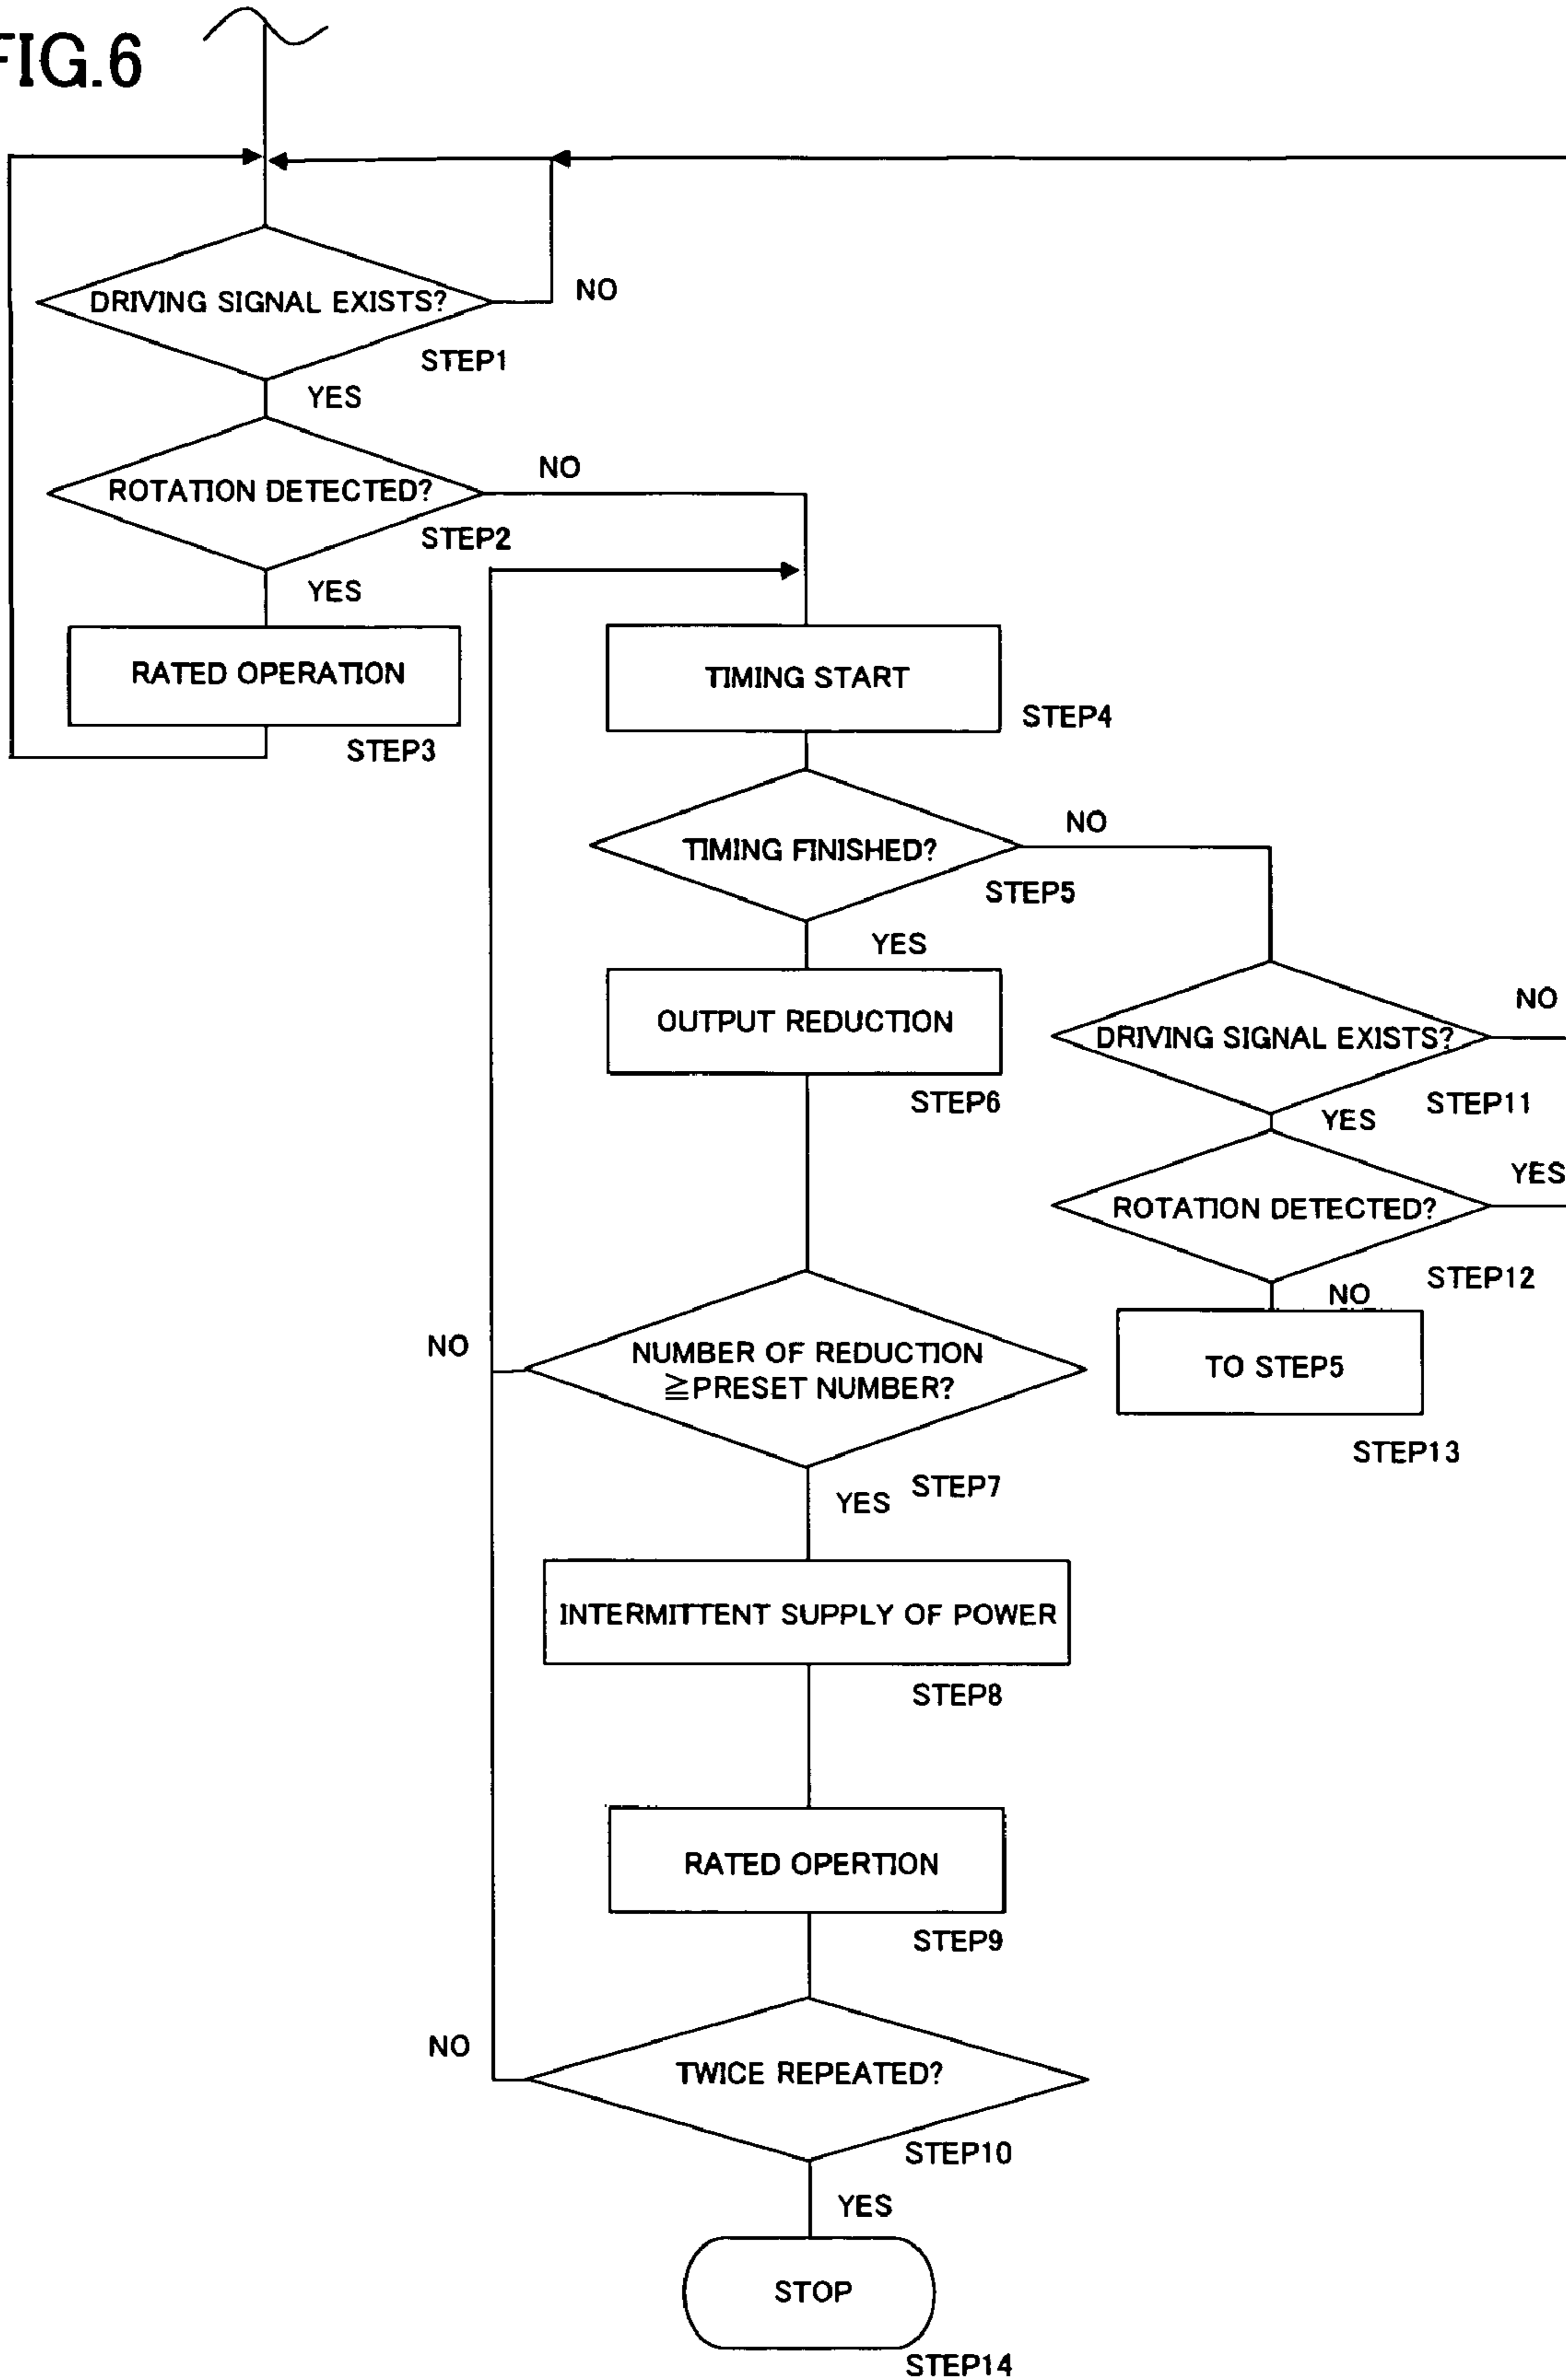 FIG.6
DRIVING SIGNAL EXISTS?
NO
STEP1
YES
ROTATION DETECTED?
NO
STEP2
YES
RATED OPERATION
STEP3
TIMING START
STEP4
TIMING FINISHED?
NO
STEP5
YES
OUTPUT REDUCTION
STEP6
DRIVING SIGNAL EXISTS?
NO
STEP11
YES
ROTATION DETECTED?
YES
STEP12
NO
TO STEP5
STEP13
NUMBER OF REDUCTION
≧PRESET NUMBER?
NO
STEP7
YES
INTERMITTENT SUPPLY OF POWER
STEP8
RATED OPERTION
STEP9
TWICE REPEATED?
NO
STEP10
YES
STOP
STEP14